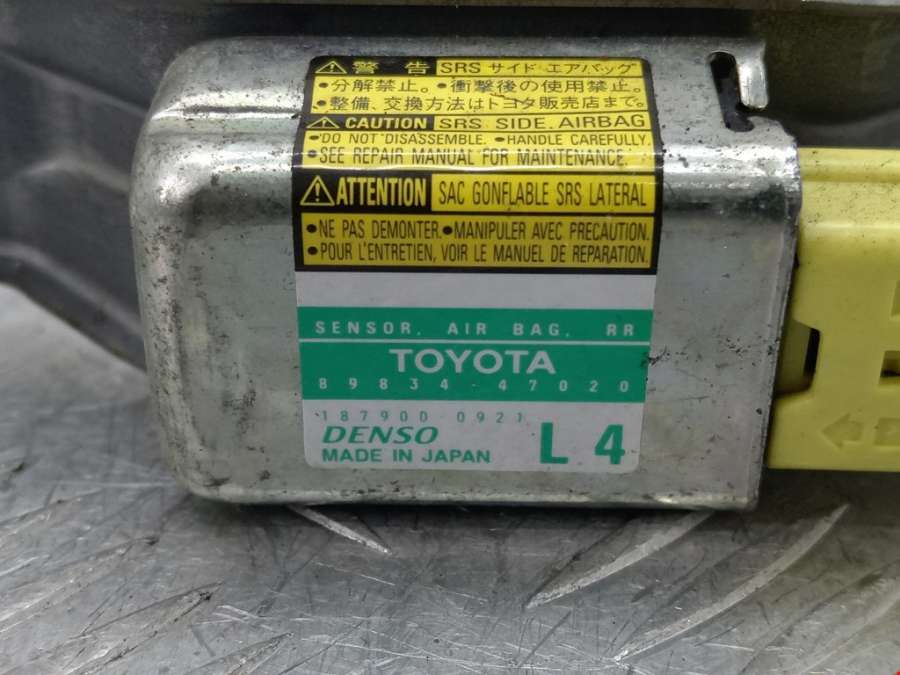 ⚠警告 SRS サイド エアバッグ
•分解禁止。•衝撃後の使用禁止。
•整備、交換方法はトヨタ販売店まで。
⚠CAUTION SRS SIDE AIRBAG
•DO NOT DISASSEMBLE. •HANDLE CAREFULLY.
•SEE REPAIR MANUAL FOR MAINTENANCE.
⚠ATTENTION SAC GONFLABLE SRS LATERAL
•NE PAS DEMONTER. •MANIPULER AVEC PRECAUTION.
•POUR L'ENTRETIEN, VOIR LE MANUEL DE REPARATION.
SENSOR, AIR BAG, RR
TOYOTA
89834-47020
187900 0921
DENSO
MADE IN JAPAN
L 4